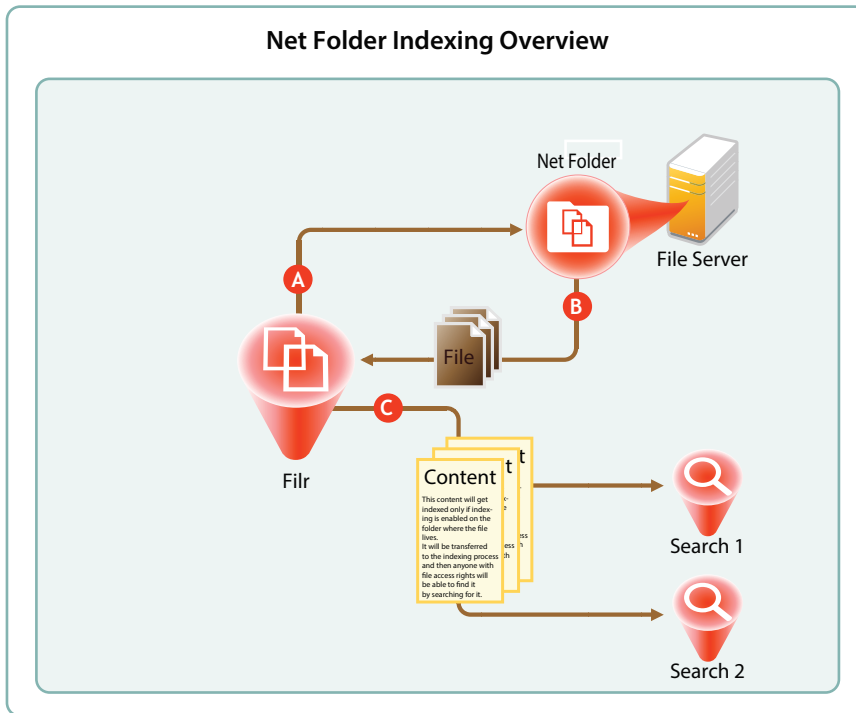 Net Folder Indexing Overview
Net Folder
File Server
A
B
File
C
Filr
Content
This content will get
indexed only if index-
ing is enabled on the
folder where the file
lives.
It will be transferred
to the indexing process
and then anyone with
file access rights will
be able to find it
by searching for it.
t
t
Search 1
Search 2